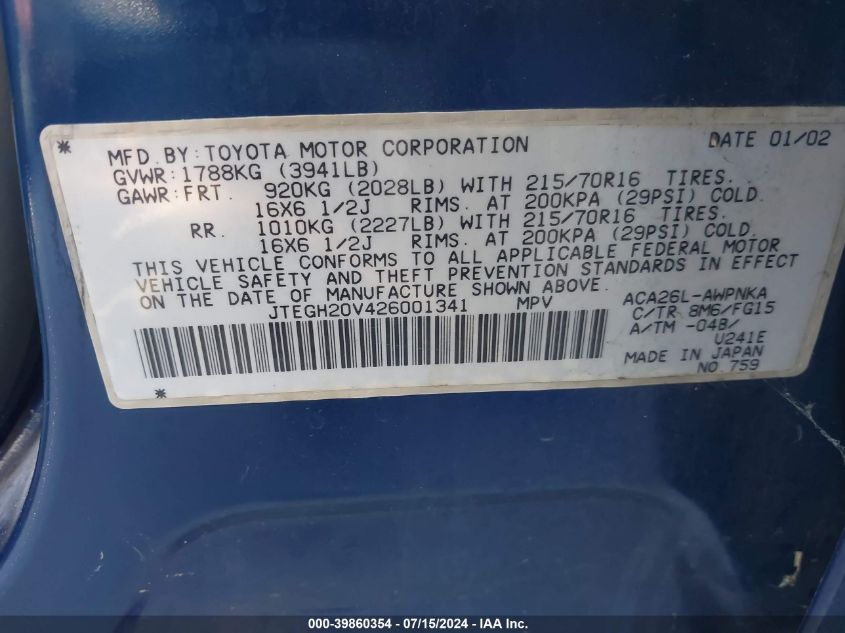 * MFD.BY:TOYOTA MOTOR CORPORATION DATE 01/02
GVWR:1788KG (3941LB)
GAWR:FRT. 920KG (2028LB) WITH 215/70R16 TIRES.
16X6 1/2J RIMS. AT 200KPA (29PSI) COLD.
RR. 1010KG (2227LB) WITH 215/70R16 TIRES.
16X6 1/2J RIMS. AT 200KPA (29PSI) COLD.
THIS VEHICLE CONFORMS TO ALL APPLICABLE FEDERAL MOTOR
VEHICLE SAFETY AND THEFT PREVENTION STANDARDS IN EFFECT
ON THE DATE OF MANUFACTURE SHOWN ABOVE.
JTEGH20V426001341 MPV
ACA26L-AWPNKA
C/TR 8M6/FG15
A/TM -04B/
U241E
MADE IN JAPAN
NO 759
*
000-39860354 - 07/15/2024 - IAA Inc.